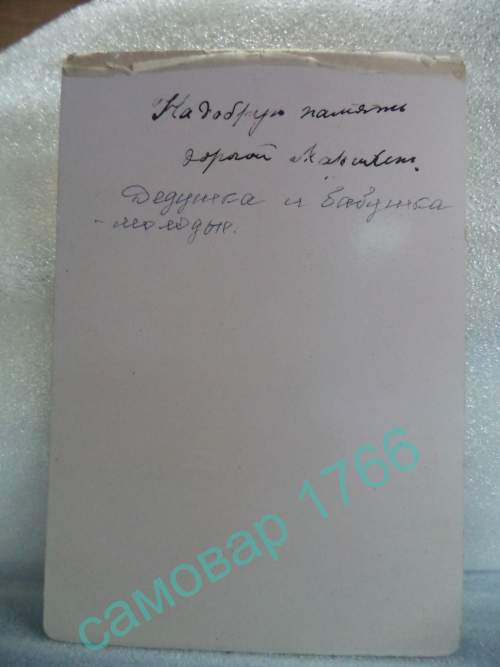 На добрую память
дорогой
Дедушка и бабушка
- молодые.
самовар 1766